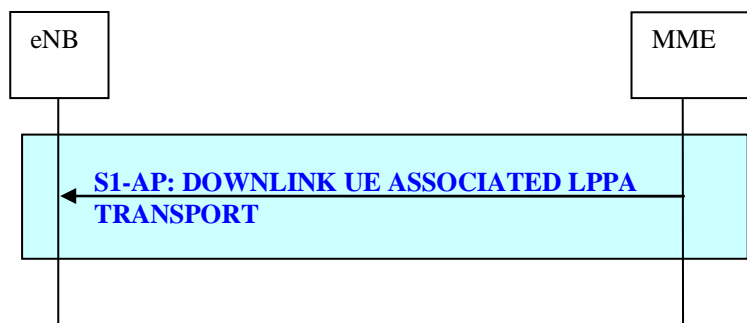 eNB
MME
S1-AP: DOWNLINK UE ASSOCIATED LPPA
TRANSPORT